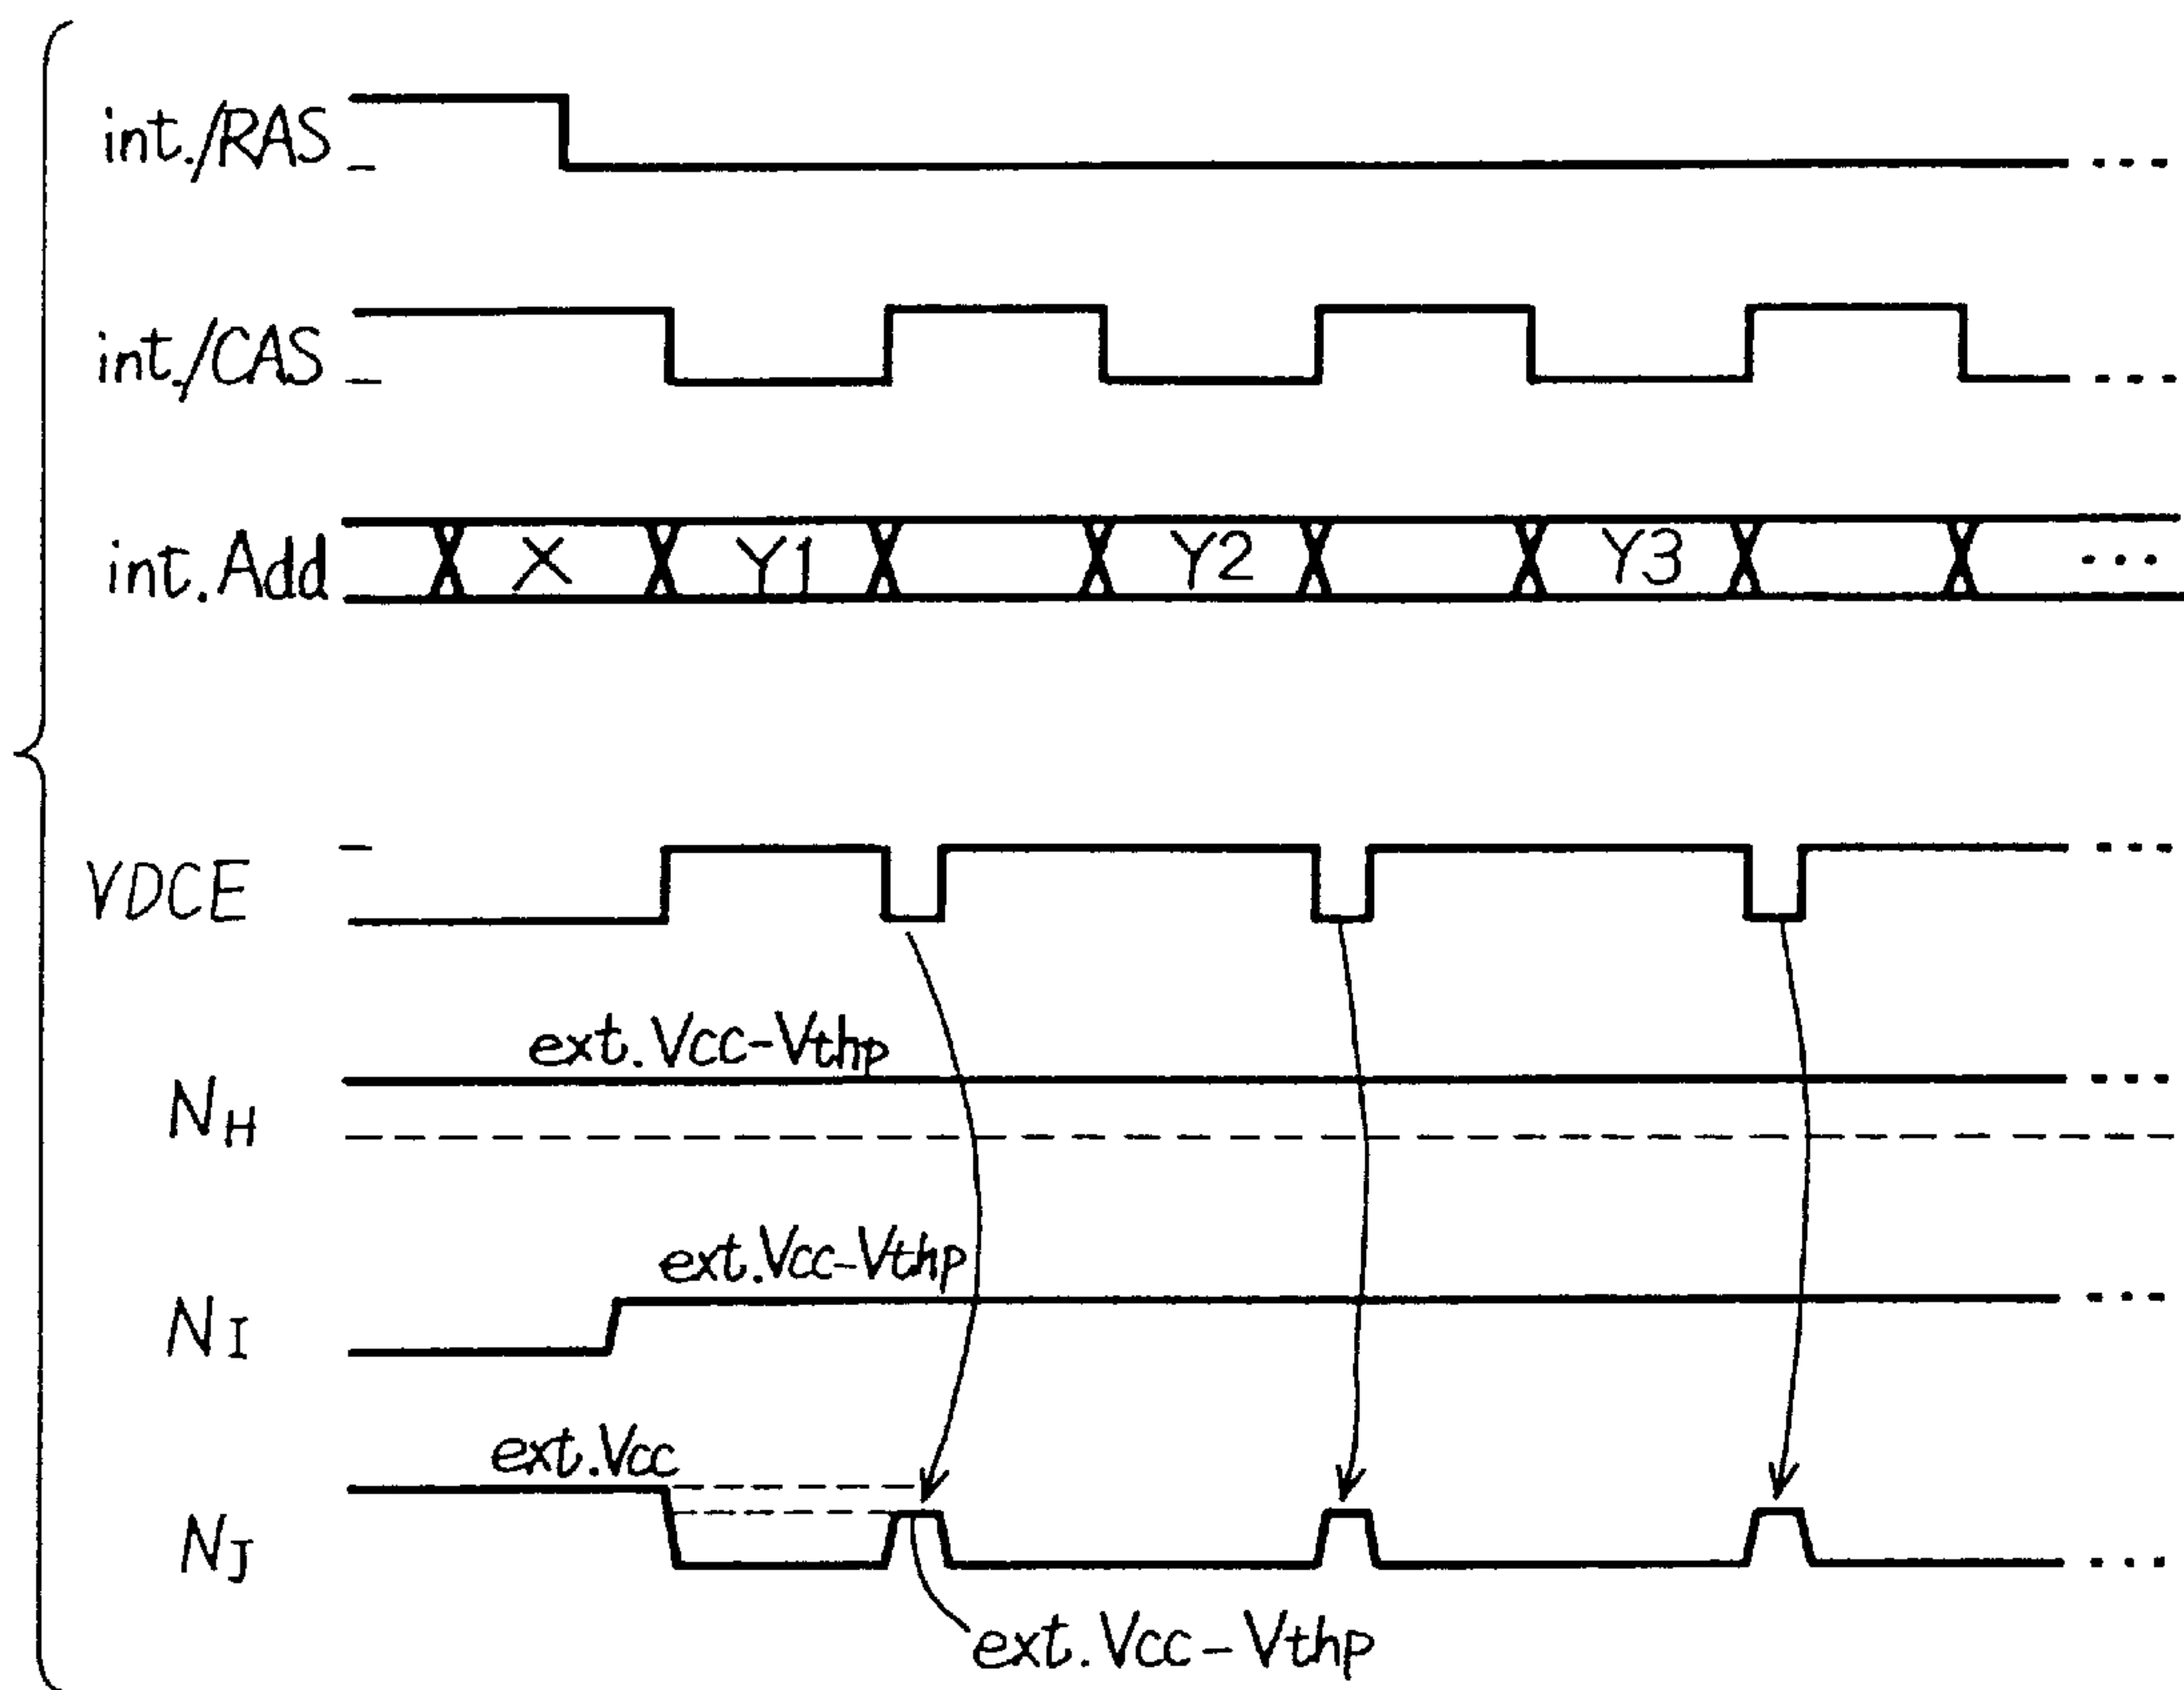 int./RAS
int./CAS
int.Add X Y1 Y2 Y3
VDCE
ext.Vcc-Vthp
NH
ext.Vcc-Vthp
NI
ext.Vcc
NJ
ext.Vcc-Vthp